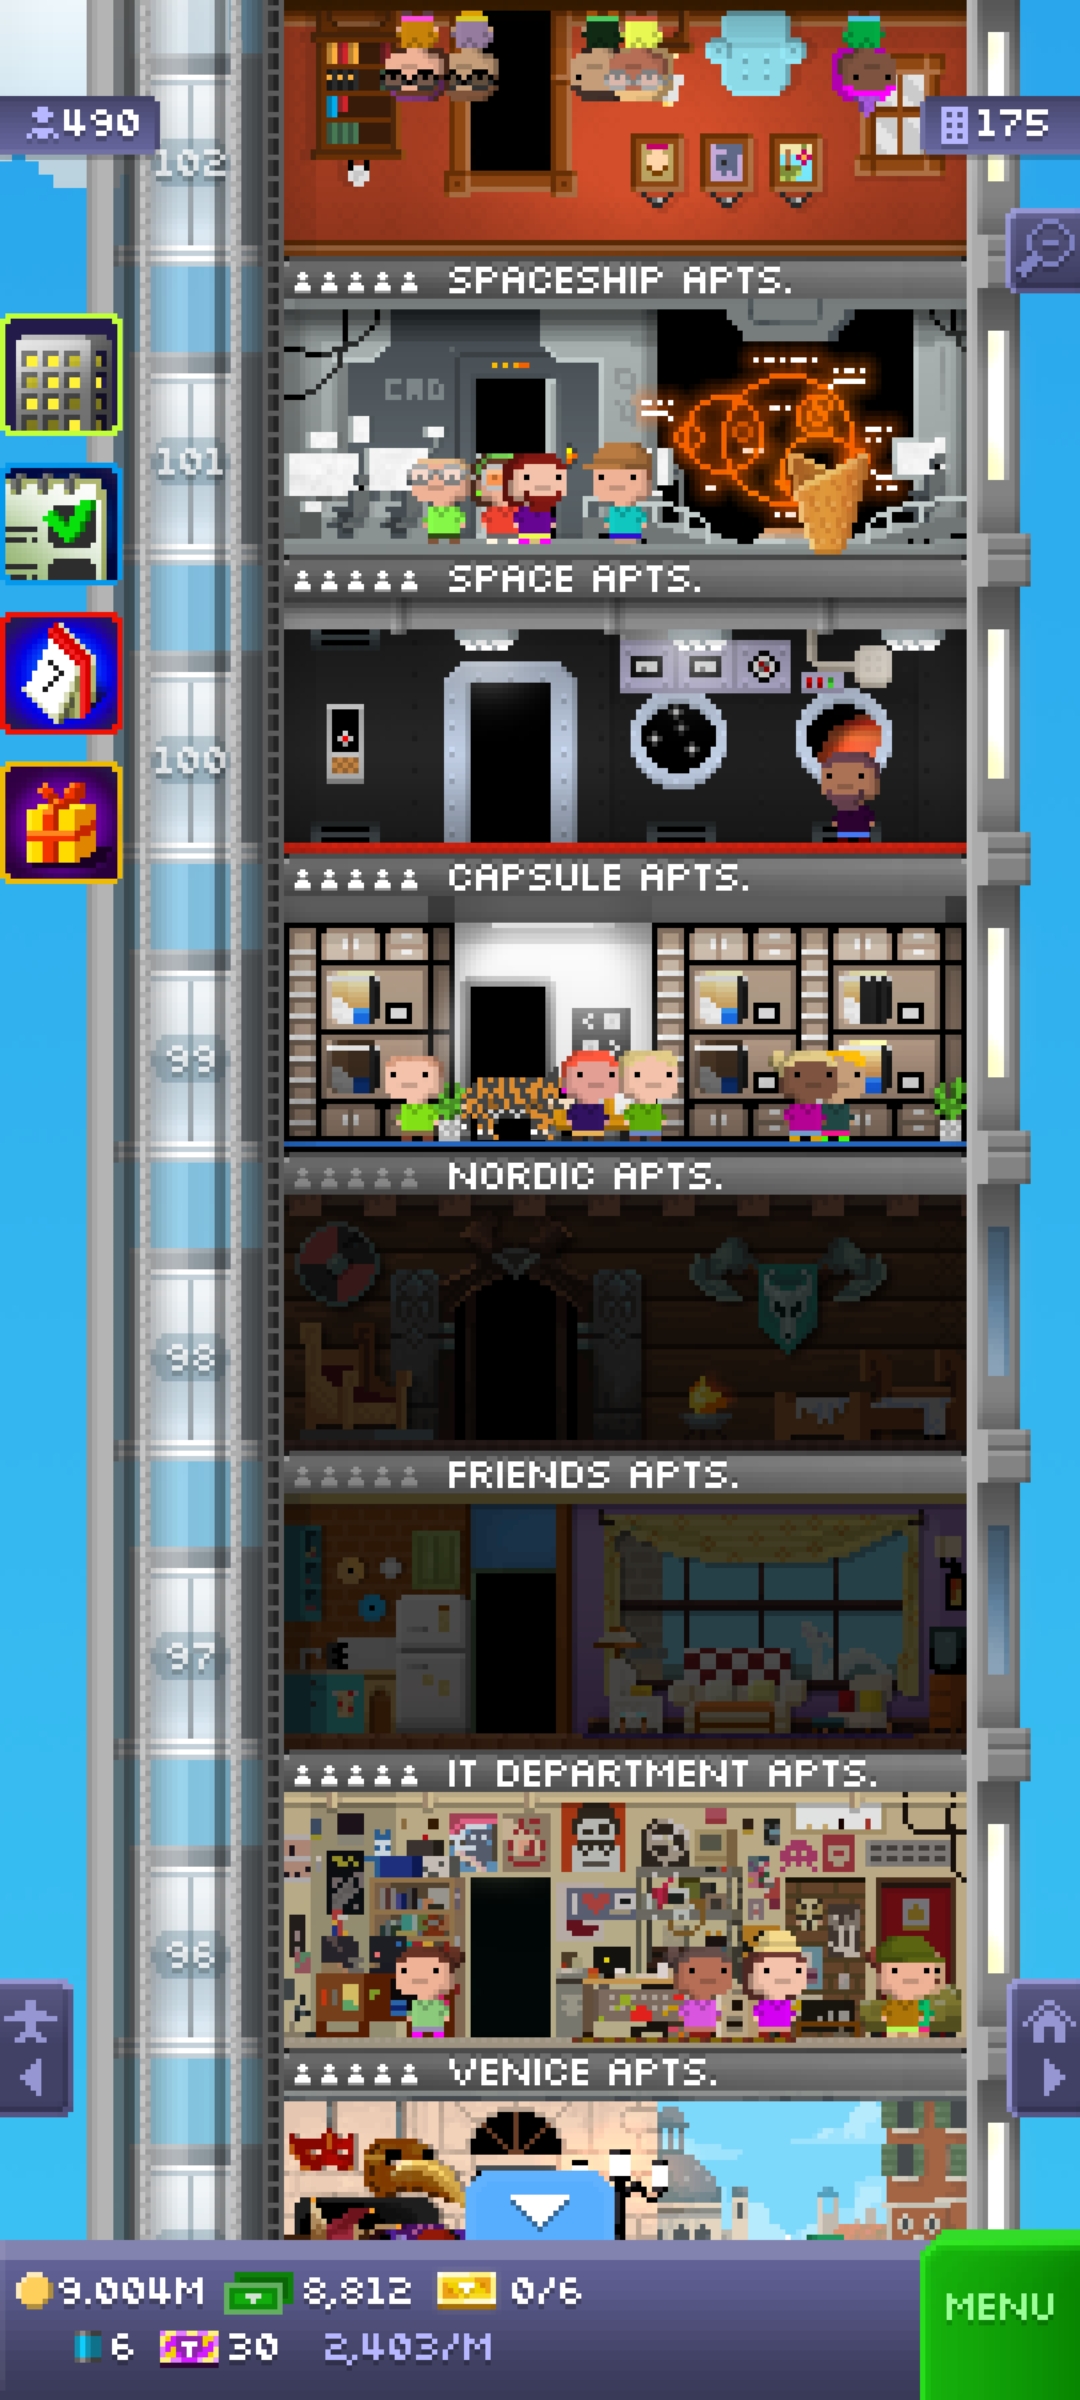 490
175
102
SPACESHIP APTS.
CAD
101
SPACE APTS.
100
CAPSULE APTS.
99
NORDIC APTS.
98
FRIENDS APTS.
97
IT DEPARTMENT APTS.
96
VENICE APTS.
9.004M 8,812 0/6
6 T 30 2,403/M
MENU